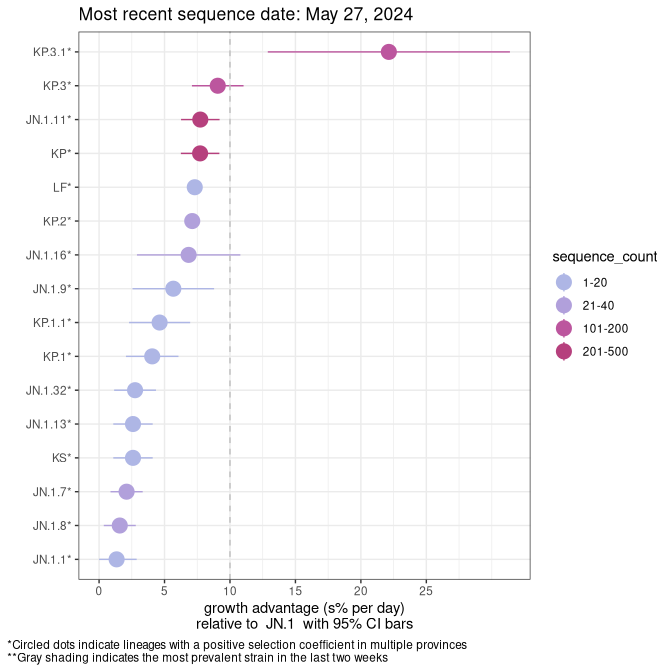 Most recent sequence date: May 27, 2024
KP.3.1*
KP.3*
JN.1.11*
KP*
LF*
KP.2*
JN.1.16*
JN.1.9*
KP.1.1*
KP.1*
JN.1.32*
JN.1.13*
KS*
JN.1.7*
JN.1.8*
JN.1.1*
0 5 10 15 20 25
growth advantage (s% per day)
relative to JN.1 with 95% CI bars
sequence_count
1-20
21-40
101-200
201-500
*Circled dots indicate lineages with a positive selection coefficient in multiple provinces
**Gray shading indicates the most prevalent strain in the last two weeks